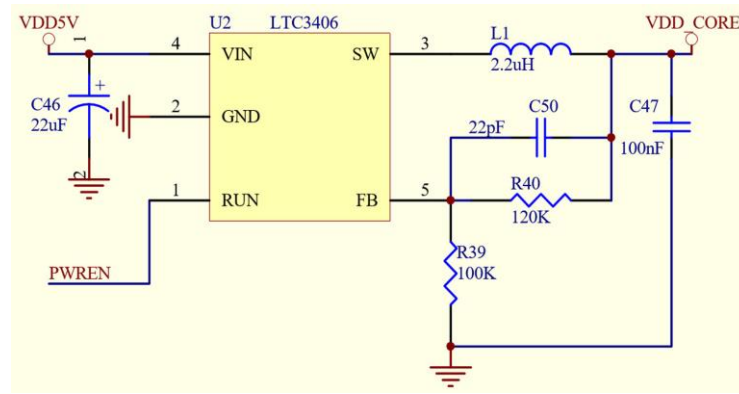 U2 LTC3406
VDD5V
VDD_CORE
1
4 VIN SW 3
L1
2.2uH
C46
22uF
+
2 GND
C50
22pF
C47
100nF
2
1 RUN FB 5
R40
120K
R39
100K
PWREN